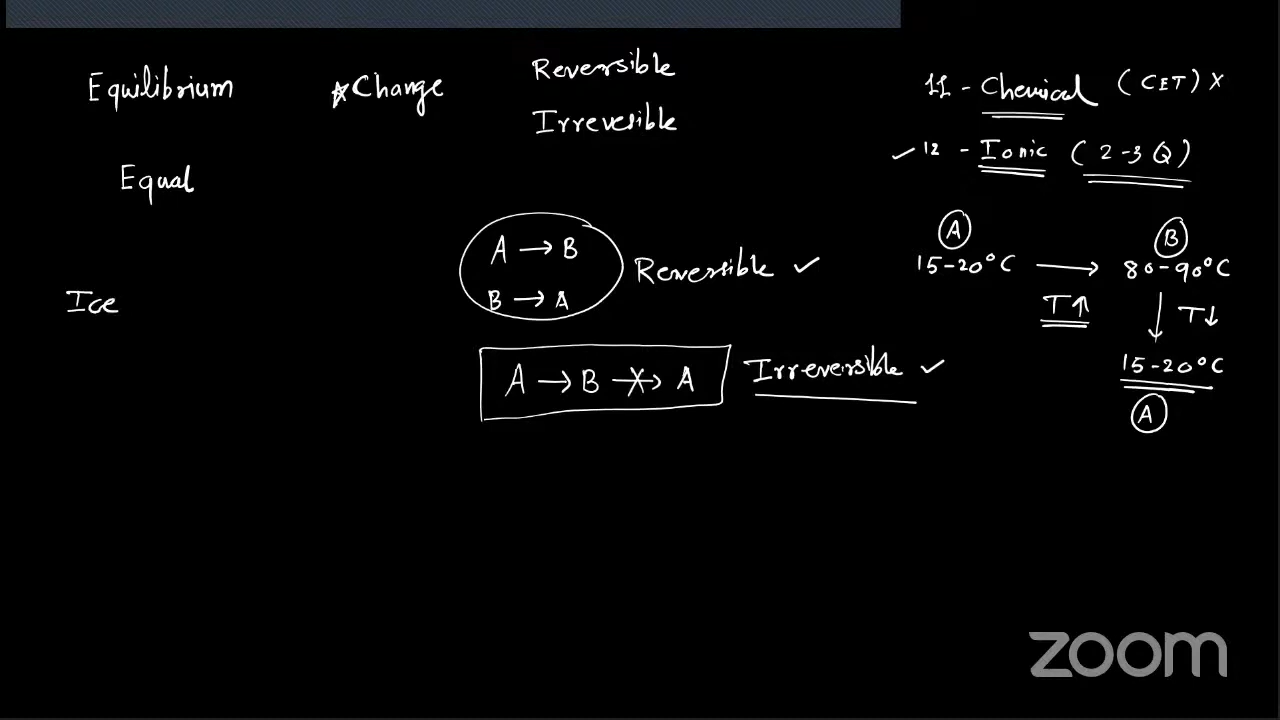 Equilibrium
*Change
Reversible
Irrevesible
11 - Chemical (CET) X
✓ 12 - Ionic (2-3 Q)
Equal
A → B
B → A
Reversible ✓
A
15-20°C → 80-90°C
B
T↑
↓ T↓
15-20°C
A
Ice
A → B -X→ A
Irreversible ✓
zoom